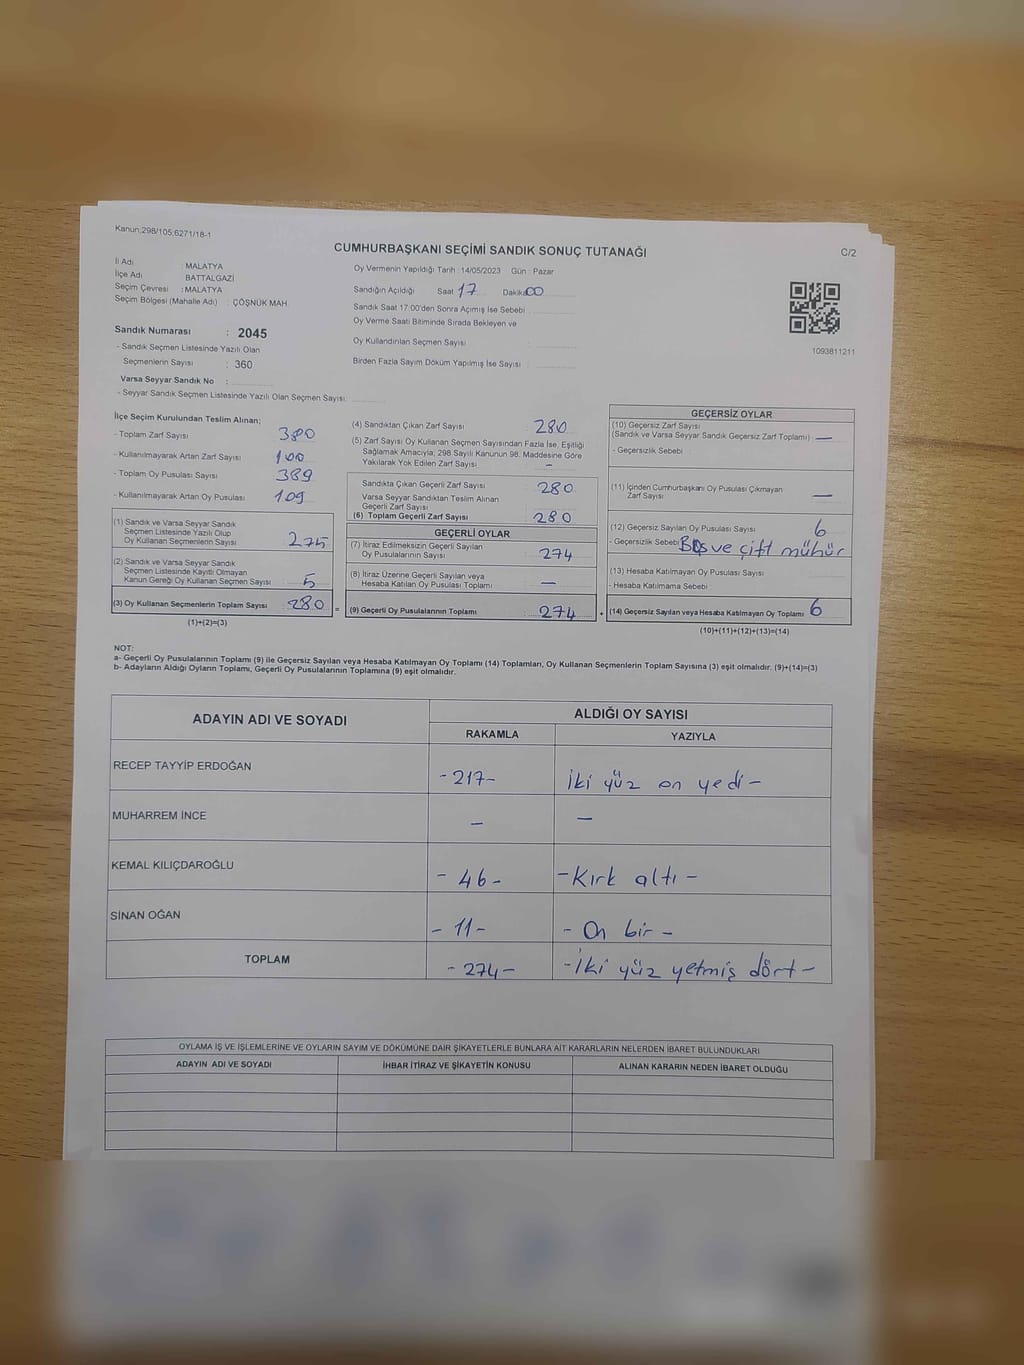 Kanun;298/105;6271/18-1
CUMHURBAŞKANI SEÇİMİ SANDIK SONUÇ TUTANAĞI
C/2
İl Adı : MALATYA
İlçe Adı : BATTALGAZİ
Seçim Çevresi : MALATYA
Seçim Bölgesi (Mahalle Adı) : ÇÖŞNÜK MAH.
Oy Vermenin Yapıldığı Tarih :14/05/2023 Gün : Pazar
Sandığın Açıldığı Saat 17 Dakika 00
Sandık Saat 17:00'den Sonra Açımış İse Sebebi
Oy Verme Saati Bitiminde Sırada Bekleyen ve
Oy Kullandırılan Seçmen Sayısı :
Birden Fazla Sayım Döküm Yapılmış İse Sayısı :
1093811211
Sandık Numarası : 2045
- Sandık Seçmen Listesinde Yazılı Olan
Seçmenlerin Sayısı : 360
Varsa Seyyar Sandık No :
- Seyyar Sandık Seçmen Listesinde Yazılı Olan Seçmen Sayısı:
İlçe Seçim Kurulundan Teslim Alınan;
- Toplam Zarf Sayısı 380
- Kullanılmayarak Artan Zarf Sayısı 100
- Toplam Oy Pusulası Sayısı 389
- Kullanılmayarak Artan Oy Pusulası 109
(1) Sandık ve Varsa Seyyar Sandık
Seçmen Listesinde Yazılı Olup
Oy Kullanan Seçmenlerin Sayısı 275
(2) Sandık ve Varsa Seyyar Sandık
Seçmen Listesinde Kayıtlı Olmayan
Kanun Gereği Oy Kullanan Seçmen Sayısı 5
(3) Oy Kullanan Seçmenlerin Toplam Sayısı : 280 =
(1)+(2)=(3)
(4) Sandıktan Çıkan Zarf Sayısı 280
(5) Zarf Sayısı Oy Kullanan Seçmen Sayısından Fazla İse, Eşitliği
Sağlamak Amacıyla, 298 Sayılı Kanunun 98. Maddesine Göre
Yakılarak Yok Edilen Zarf Sayısı –
Sandıkta Çıkan Geçerli Zarf Sayısı 280
Varsa Seyyar Sandıktan Teslim Alınan
Geçerli Zarf Sayısı
(6) Toplam Geçerli Zarf Sayısı 280
GEÇERLİ OYLAR
(7) İtiraz Edilmeksizin Geçerli Sayılan
Oy Pusulalarının Sayısı 274
(8) İtiraz Üzerine Geçerli Sayılan veya
Hesaba Katılan Oy Pusulası Toplamı –
(9) Geçerli Oy Pusulalarının Toplamı 274 +
GEÇERSİZ OYLAR
(10) Geçersiz Zarf Sayısı
(Sandık ve Varsa Seyyar Sandık Geçersiz Zarf Toplamı) –
- Geçersizlik Sebebi
(11) İçinden Cumhurbaşkanı Oy Pusulası Çıkmayan
Zarf Sayısı –
(12) Geçersiz Sayılan Oy Pusulası Sayısı 6
- Geçersizlik Sebebi Boş ve çift mühür
(13) Hesaba Katılmayan Oy Pusulası Sayısı
- Hesaba Katılmama Sebebi
(14) Geçersiz Sayılan veya Hesaba Katılmayan Oy Toplamı 6
(10)+(11)+(12)+(13)=(14)
NOT:
a- Geçerli Oy Pusulalarının Toplamı (9) ile Geçersiz Sayılan veya Hesaba Katılmayan Oy Toplamı (14) Toplamları, Oy Kullanan Seçmenlerin Toplam Sayısına (3) eşit olmalıdır. (9)+(14)=(3)
b- Adayların Aldığı Oyların Toplamı, Geçerli Oy Pusulalarının Toplamına (9) eşit olmalıdır.
ADAYIN ADI VE SOYADI
ALDIĞI OY SAYISI
RAKAMLA YAZIYLA
RECEP TAYYİP ERDOĞAN -217- İki yüz on yedi -
MUHARREM İNCE – –
KEMAL KILIÇDAROĞLU - 46 - - Kırk altı -
SİNAN OĞAN - 11 - - On bir -
TOPLAM - 274 - - İki yüz yetmiş dört -
OYLAMA İŞ VE İŞLEMLERİNE VE OYLARIN SAYIM VE DÖKÜMÜNE DAİR ŞİKAYETLERLE BUNLARA AİT KARARLARIN NELERDEN İBARET BULUNDUKLARI
ADAYIN ADI VE SOYADI İHBAR İTİRAZ VE ŞİKAYETİN KONUSU ALINAN KARARIN NEDEN İBARET OLDUĞU